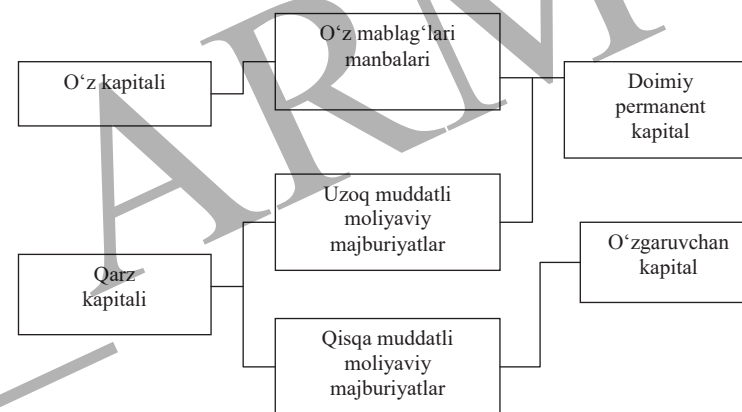 O‘z kapitali
O‘z mablag‘lari
manbalari
Doimiy
permanent
kapital
Uzoq muddatli
moliyaviy
majburiyatlar
O‘zgaruvchan
kapital
Qarz
kapitali
Qisqa muddatli
moliyaviy
majburiyatlar
ARM